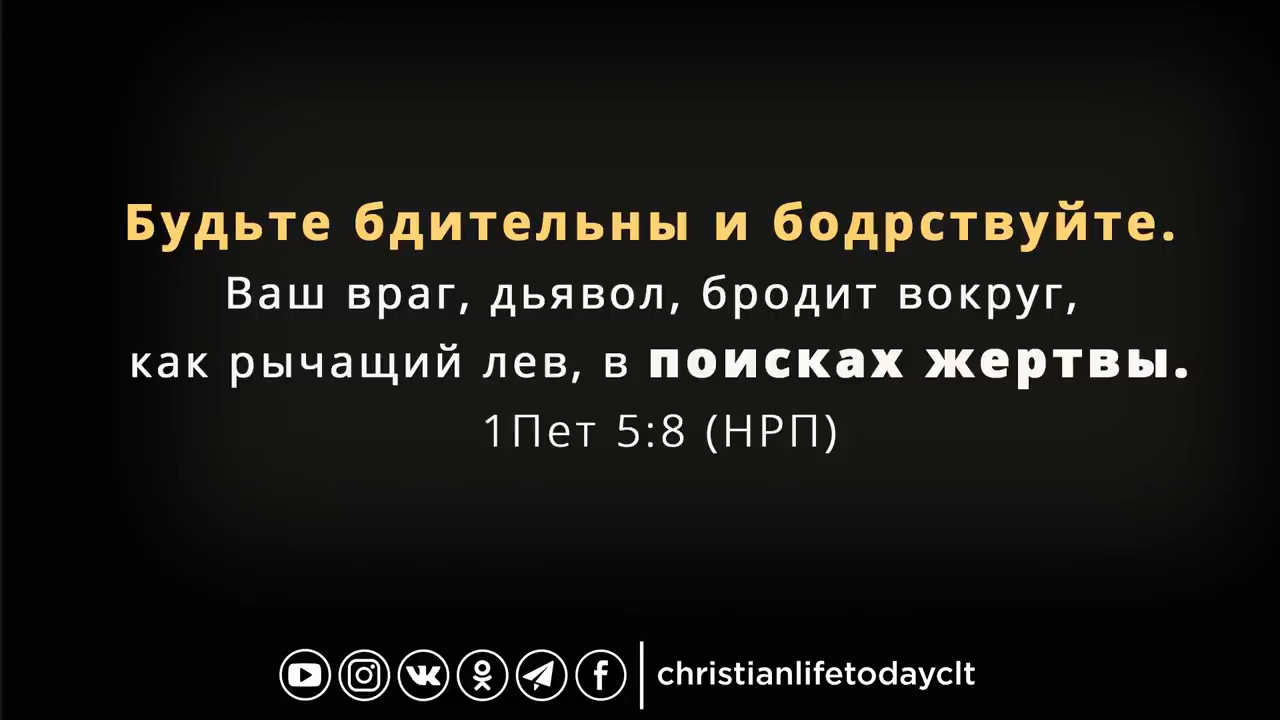 Будьте бдительны и бодрствуйте.
Ваш враг, дьявол, бродит вокруг,
как рычащий лев, в поисках жертвы.
1Пет 5:8 (НРП)
christianlifetodayclt